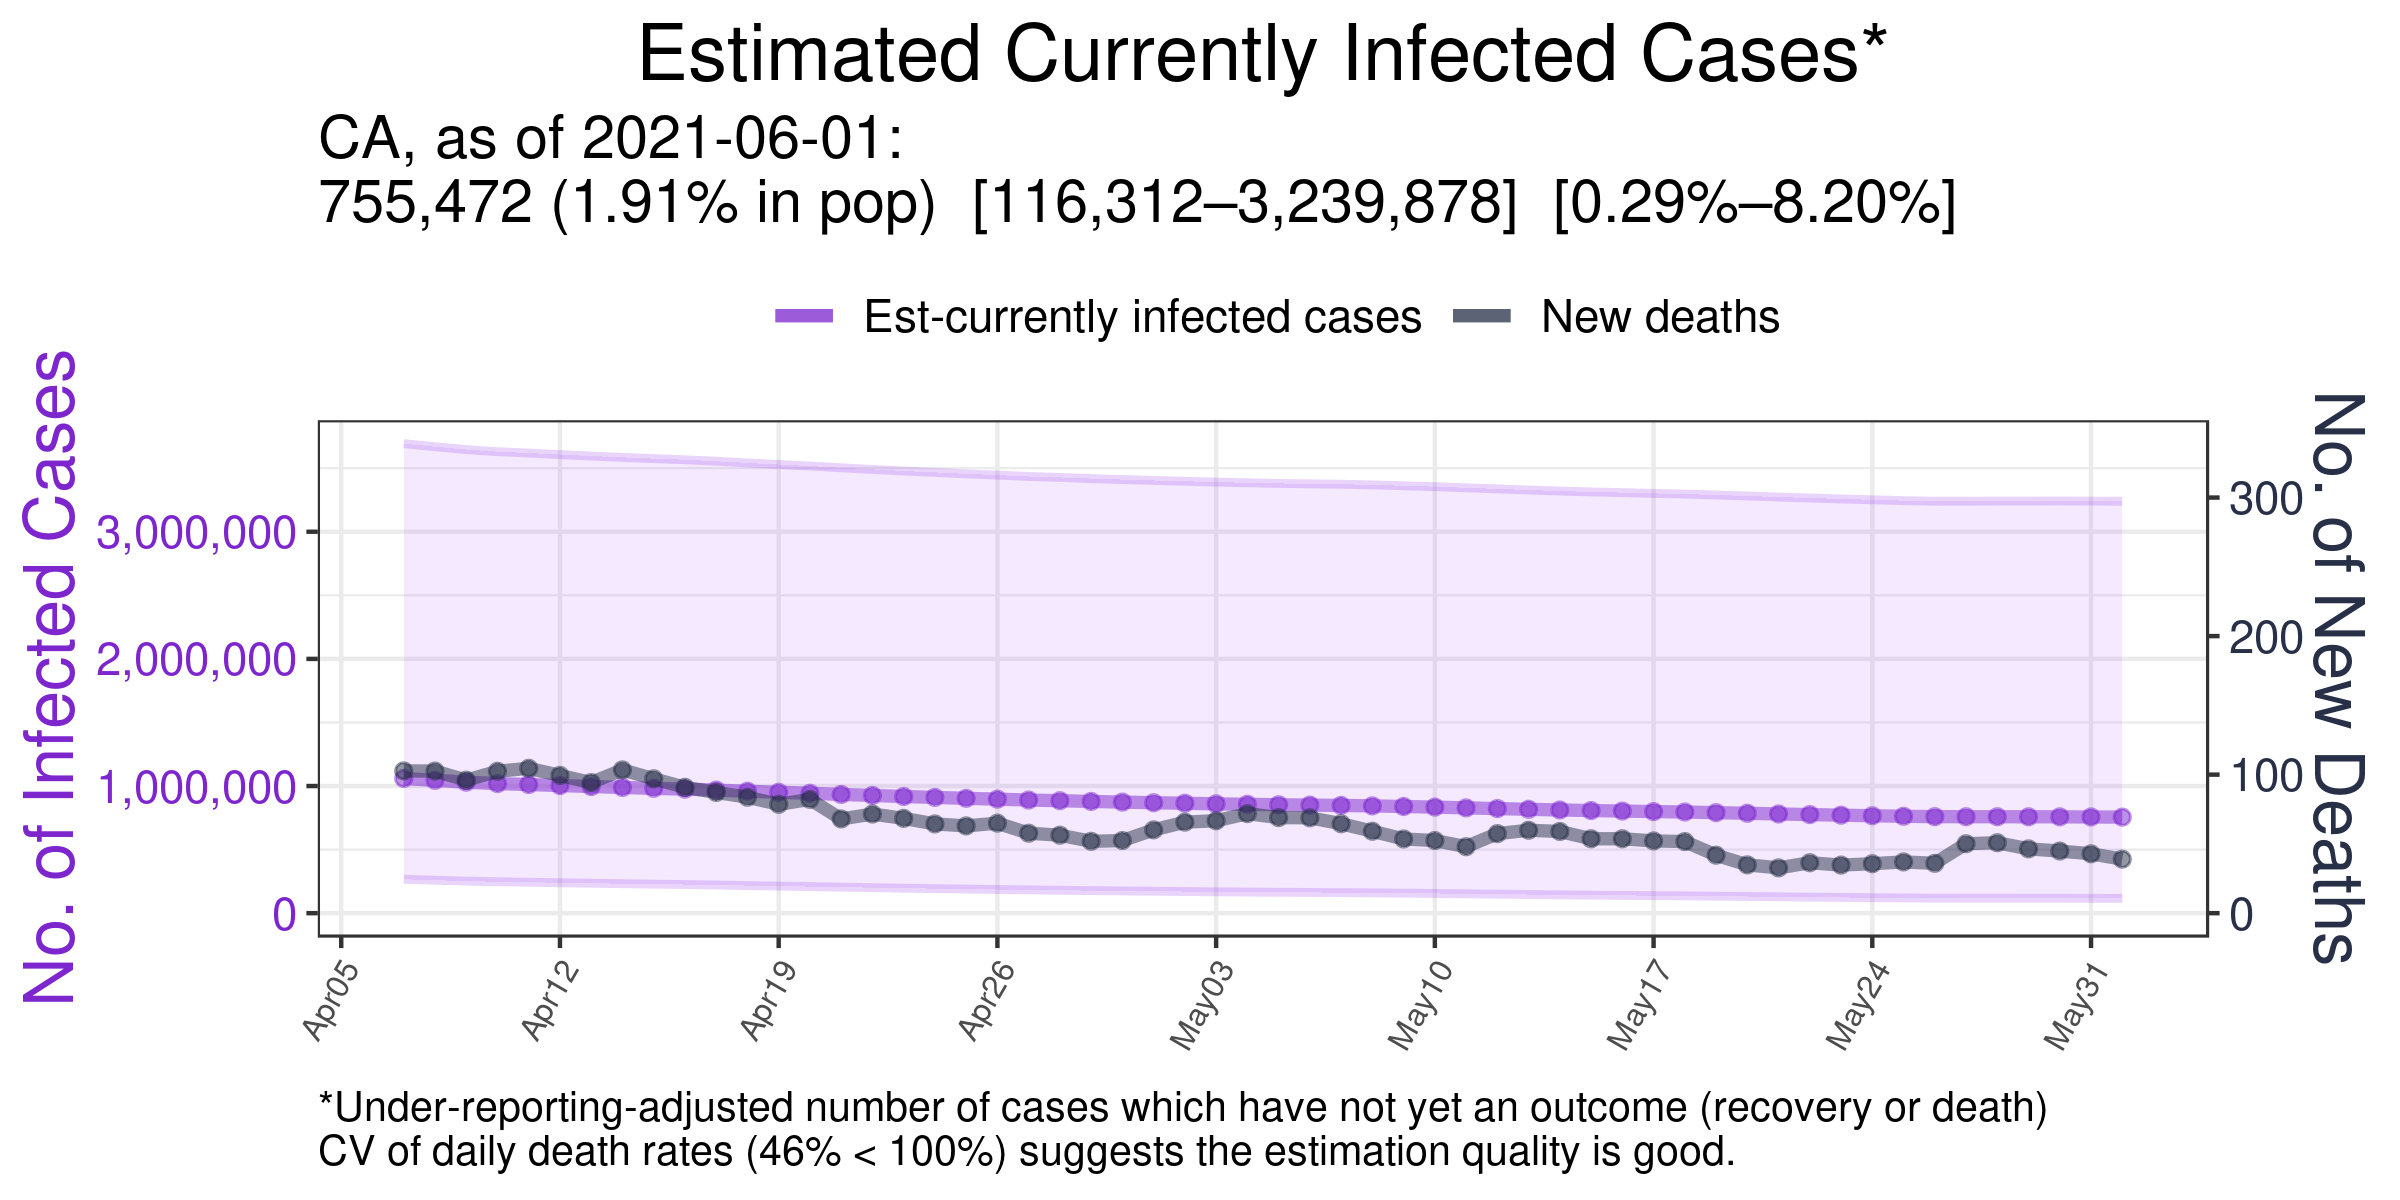 Estimated Currently Infected Cases*
CA, as of 2021-06-01:
755,472 (1.91% in pop)  [116,312–3,239,878]  [0.29%–8.20%]
Est-currently infected cases
New deaths
No. of Infected Cases
3,000,000
2,000,000
1,000,000
0
300
200
100
0
No. of New Deaths
Apr05
Apr12
Apr19
Apr26
May03
May10
May17
May24
May31
*Under-reporting-adjusted number of cases which have not yet an outcome (recovery or death)
CV of daily death rates (46% < 100%) suggests the estimation quality is good.